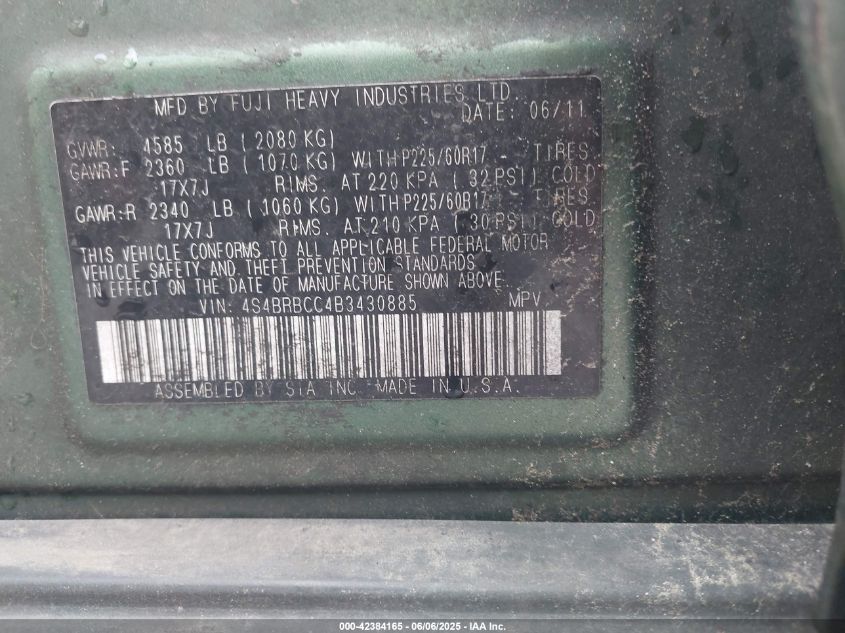 MFD BY FUJI HEAVY INDUSTRIES LTD.
DATE: 06/11
GVWR: 4585 LB (2080 KG)
GAWR:F 2360 LB (1070 KG) WITH P225/60R17 - TIRES
17X7J RIMS. AT 220 KPA (32 PSI) COLD
GAWR:R 2340 LB (1060 KG) WITH P225/60R17 - TIRES
17X7J RIMS. AT 210 KPA (30 PSI) COLD
THIS VEHICLE CONFORMS TO ALL APPLICABLE FEDERAL MOTOR
VEHICLE SAFETY AND THEFT PREVENTION STANDARDS
IN EFFECT ON THE DATE OF MANUFACTURE SHOWN ABOVE.
VIN: 4S4BRBCC4B3430885 MPV
ASSEMBLED BY SIA INC. MADE IN U.S.A.
000-42384165 - 06/06/2025 - IAA Inc.